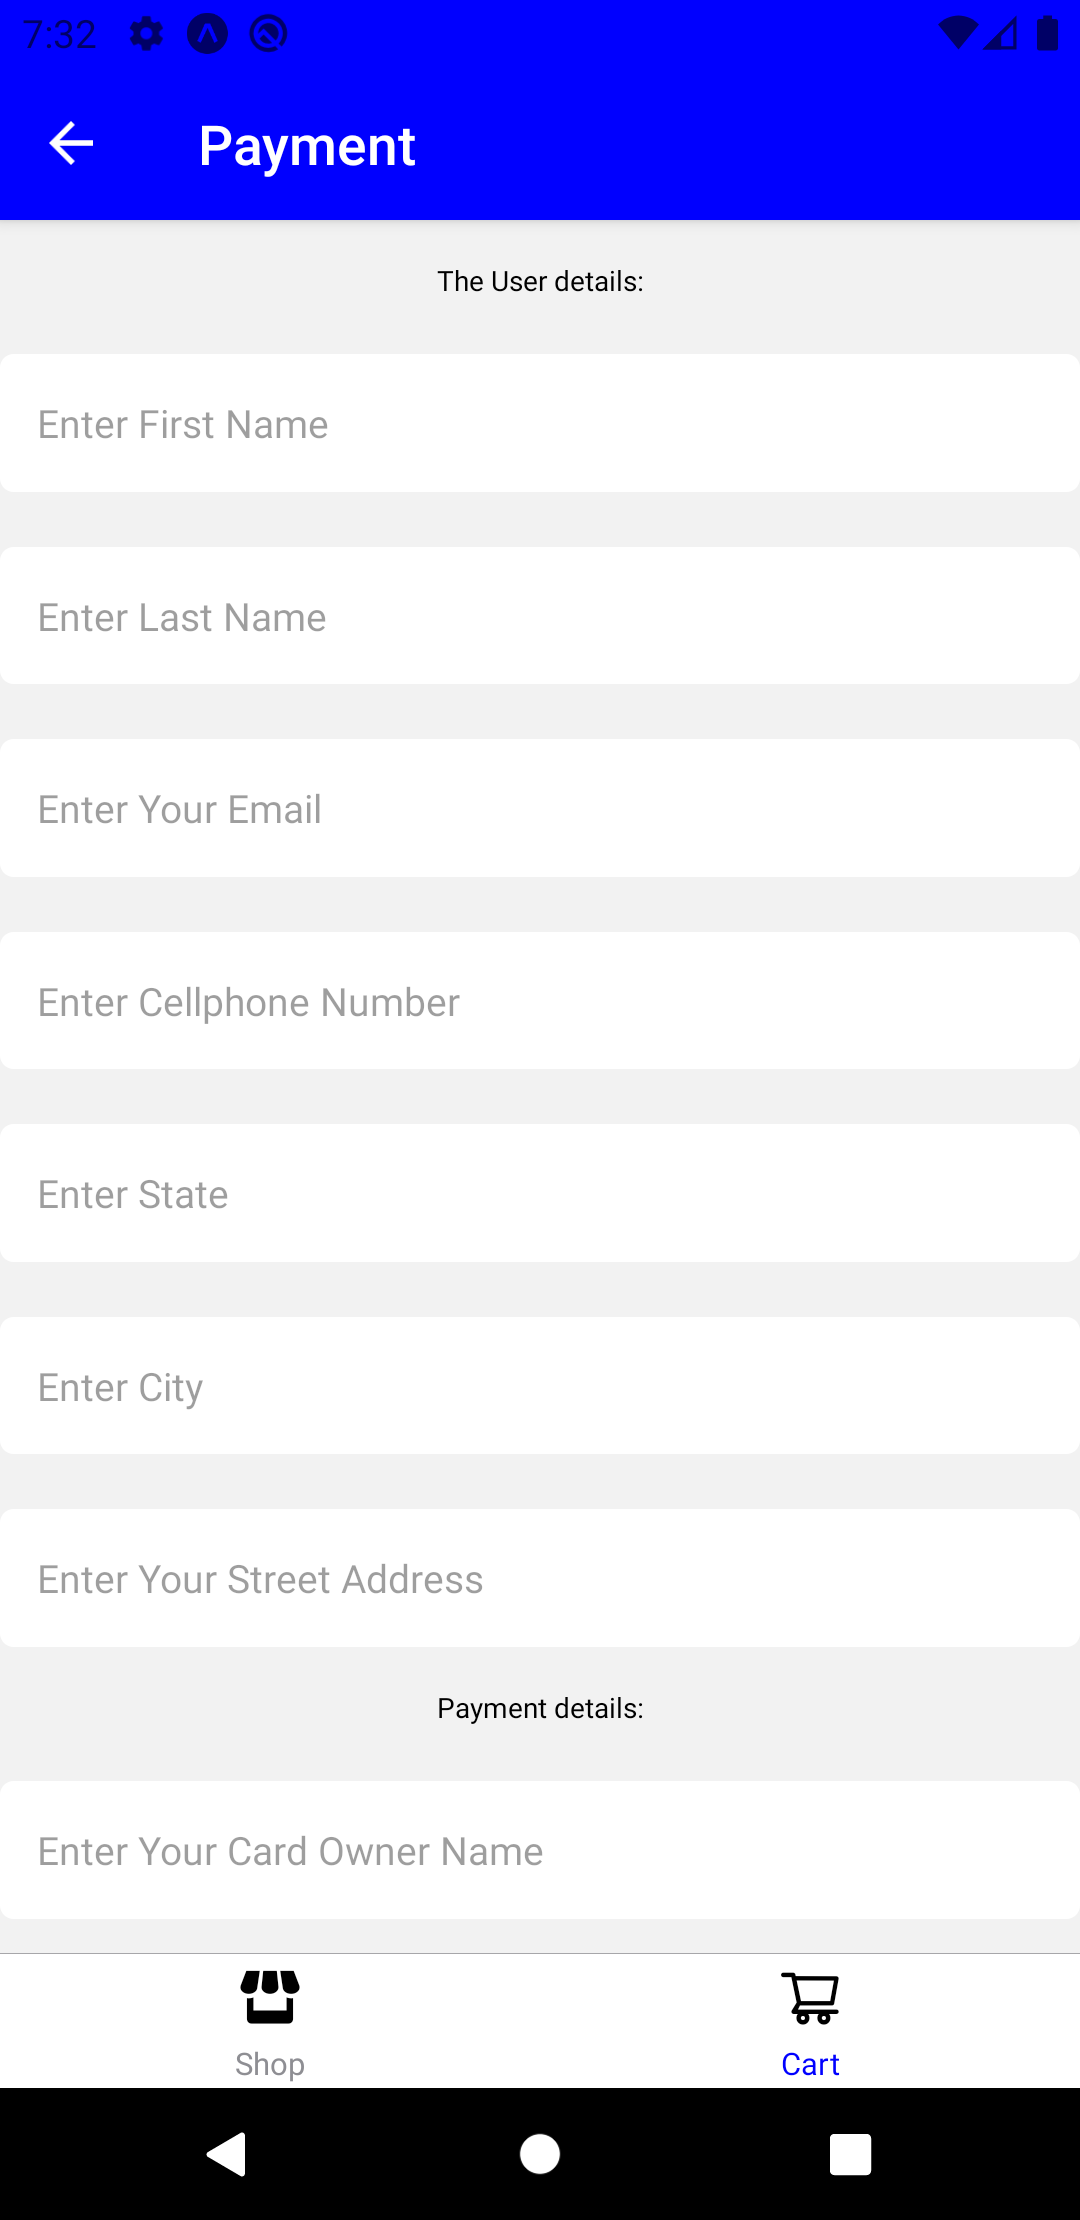 7:32
Payment
The User details:
Enter First Name
Enter Last Name
Enter Your Email
Enter Cellphone Number
Enter State
Enter City
Enter Your Street Address
Payment details:
Enter Your Card Owner Name
Shop
Cart